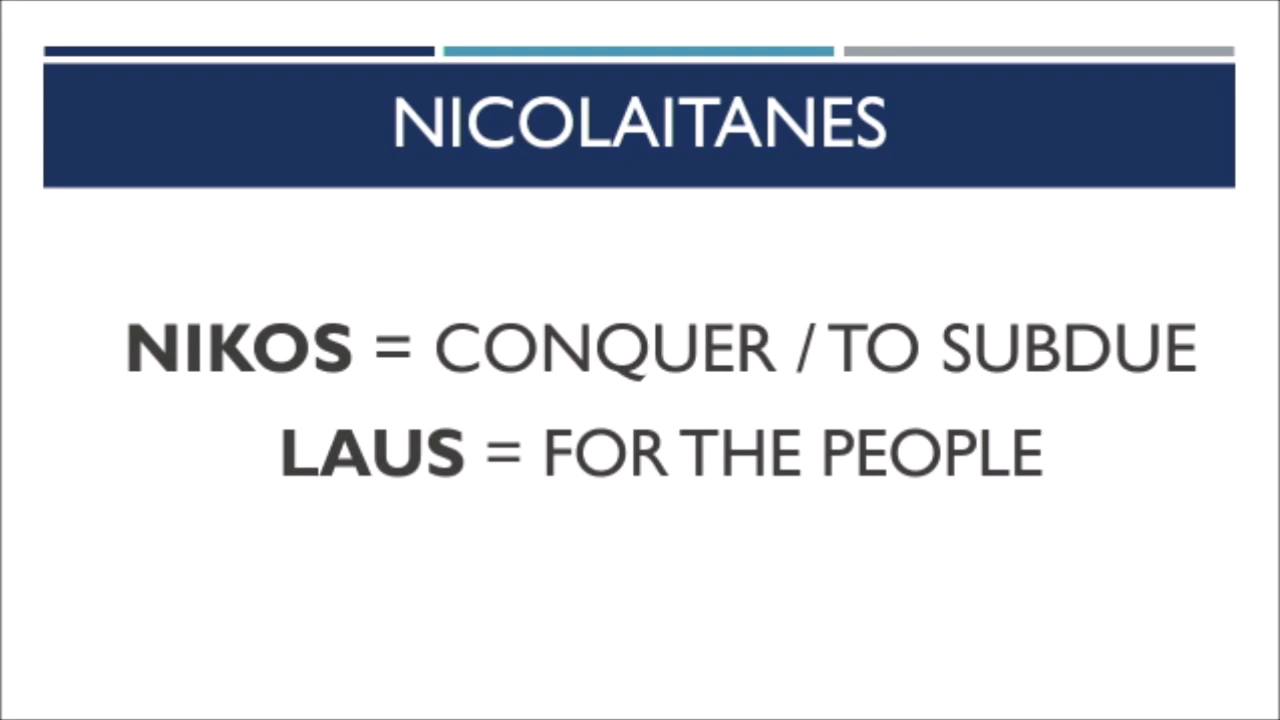 NICOLAITANES
NIKOS = CONQUER / TO SUBDUE
LAUS = FOR THE PEOPLE